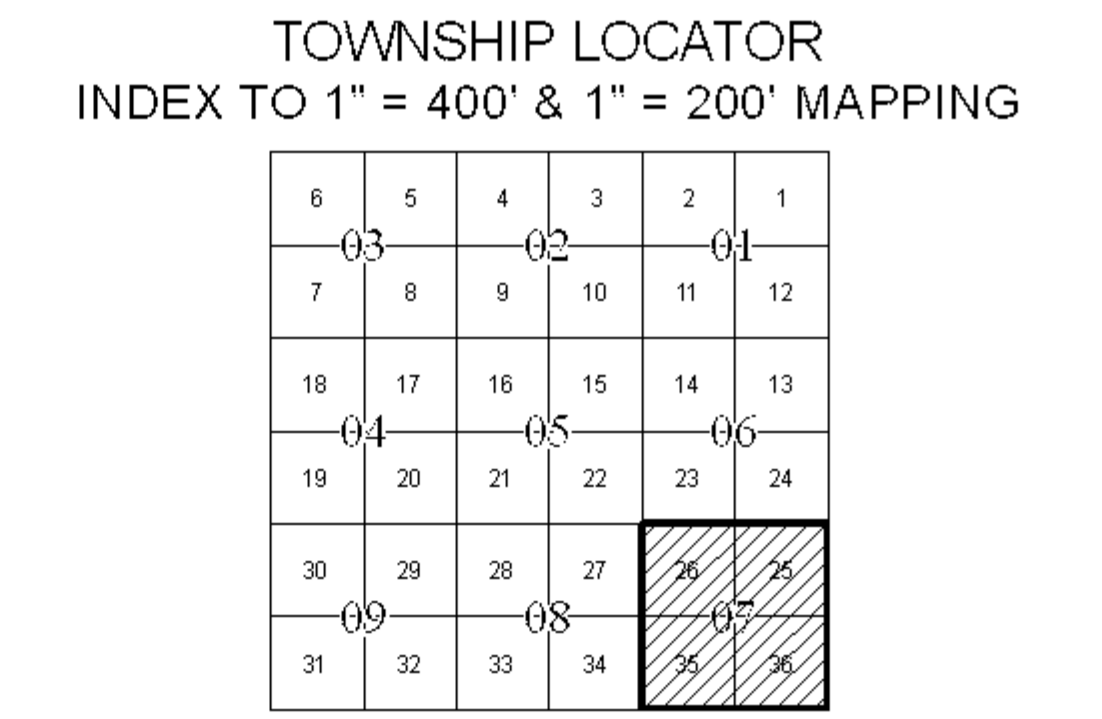 TOWNSHIP LOCATOR
INDEX TO 1" = 400' & 1" = 200' MAPPING
6 5 4 3 2 1
03 02 01
7 8 9 10 11 12
18 17 16 15 14 13
04 05 06
19 20 21 22 23 24
30 29 28 27 26 25
09 08 07
31 32 33 34 35 36